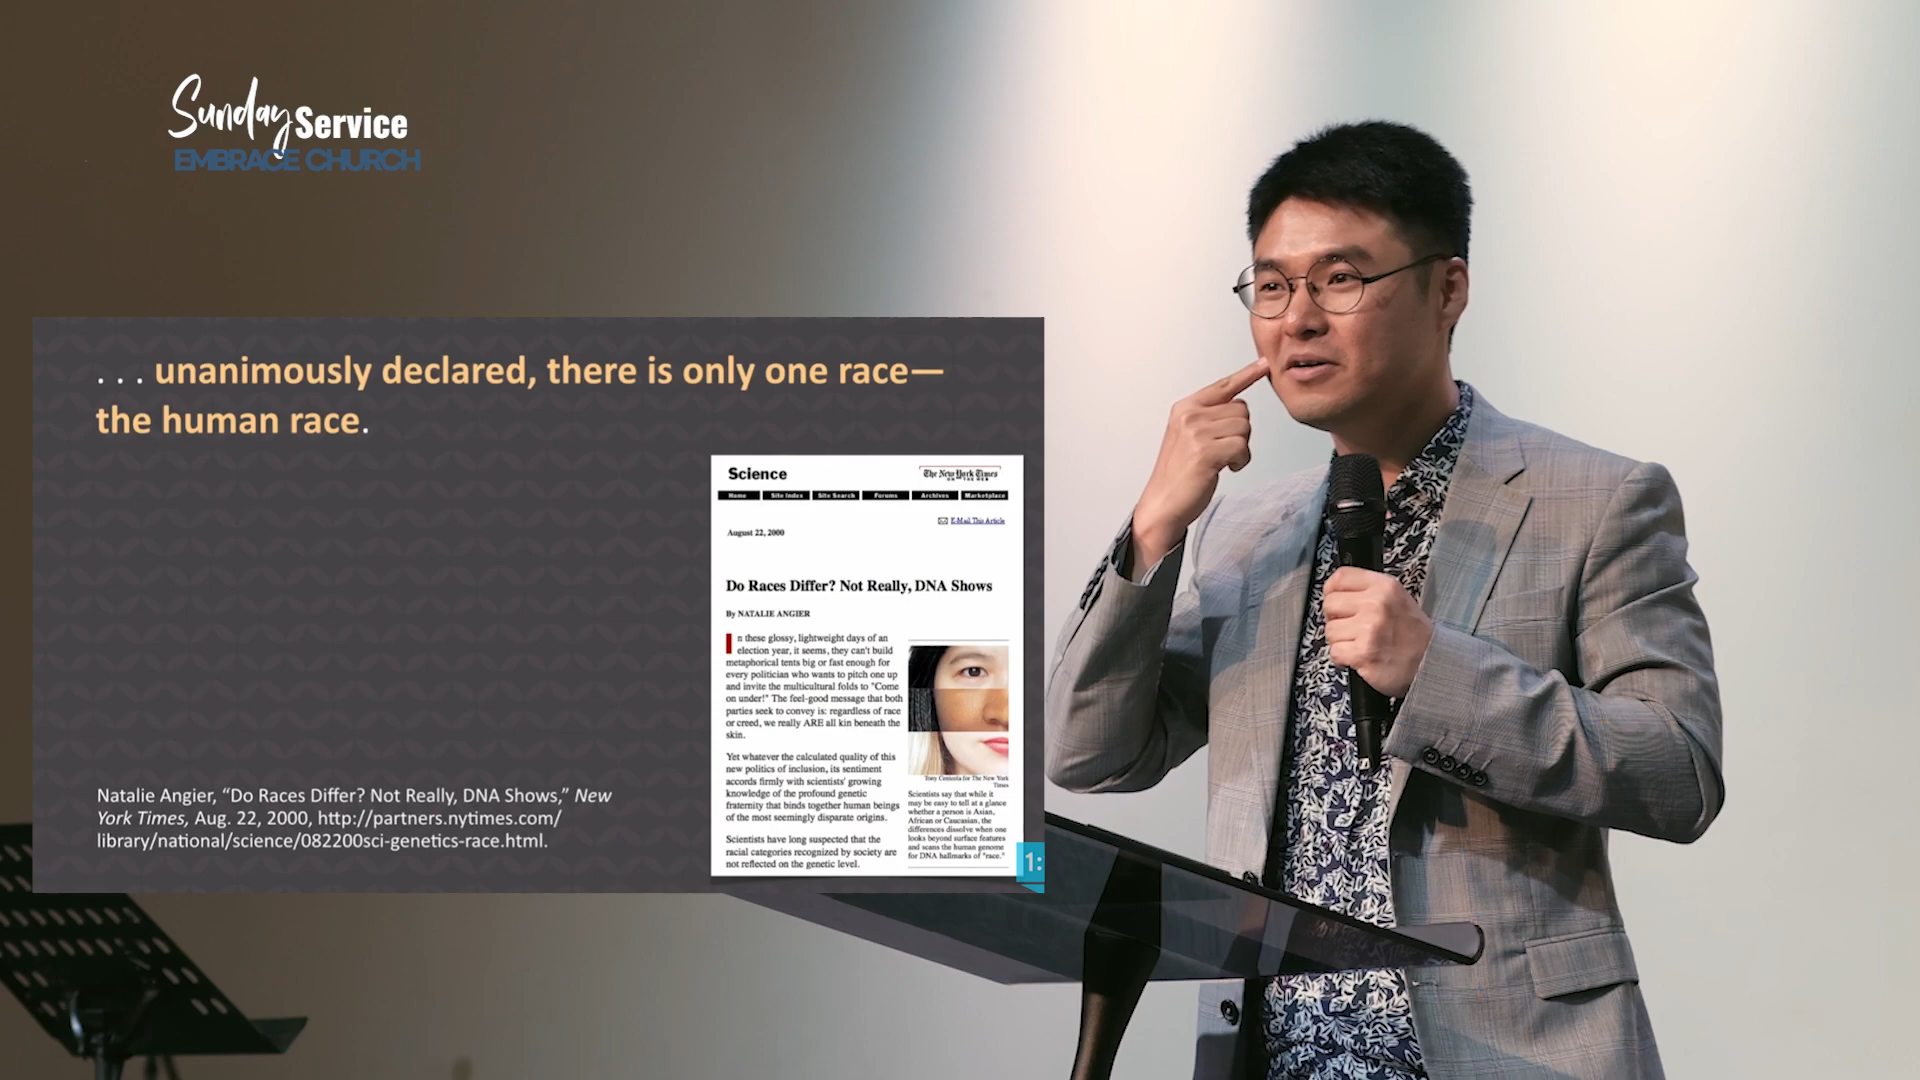 Sunday Service
EMBRACE CHURCH
. . . unanimously declared, there is only one race—
the human race.
Science
The New York Times
ON THE WEB
Home Site Index Site Search Forums Archives Marketplace
E-Mail This Article
August 22, 2000
Do Races Differ? Not Really, DNA Shows
By NATALIE ANGIER
In these glossy, lightweight days of an
election year, it seems, they can't build
metaphorical tents big or fast enough for
every politician who wants to pitch one up
and invite the multicultural folds to "Come
on under!" The feel-good message that both
parties seek to convey is: regardless of race
or creed, we really ARE all kin beneath the
skin.
Yet whatever the calculated quality of this
new politics of inclusion, its sentiment
accords firmly with scientists' growing
knowledge of the profound genetic
fraternity that binds together human beings
of the most seemingly disparate origins.
Scientists have long suspected that the
racial categories recognized by society are
not reflected on the genetic level.
Tony Cenicola for The New York
Times
Scientists say that while it
may be easy to tell at a glance
whether a person is Asian,
African or Caucasian, the
differences dissolve when one
looks beyond surface features
and scans the human genome
for DNA hallmarks of "race."
Natalie Angier, “Do Races Differ? Not Really, DNA Shows,” New
York Times, Aug. 22, 2000, http://partners.nytimes.com/
library/national/science/082200sci-genetics-race.html.
1: